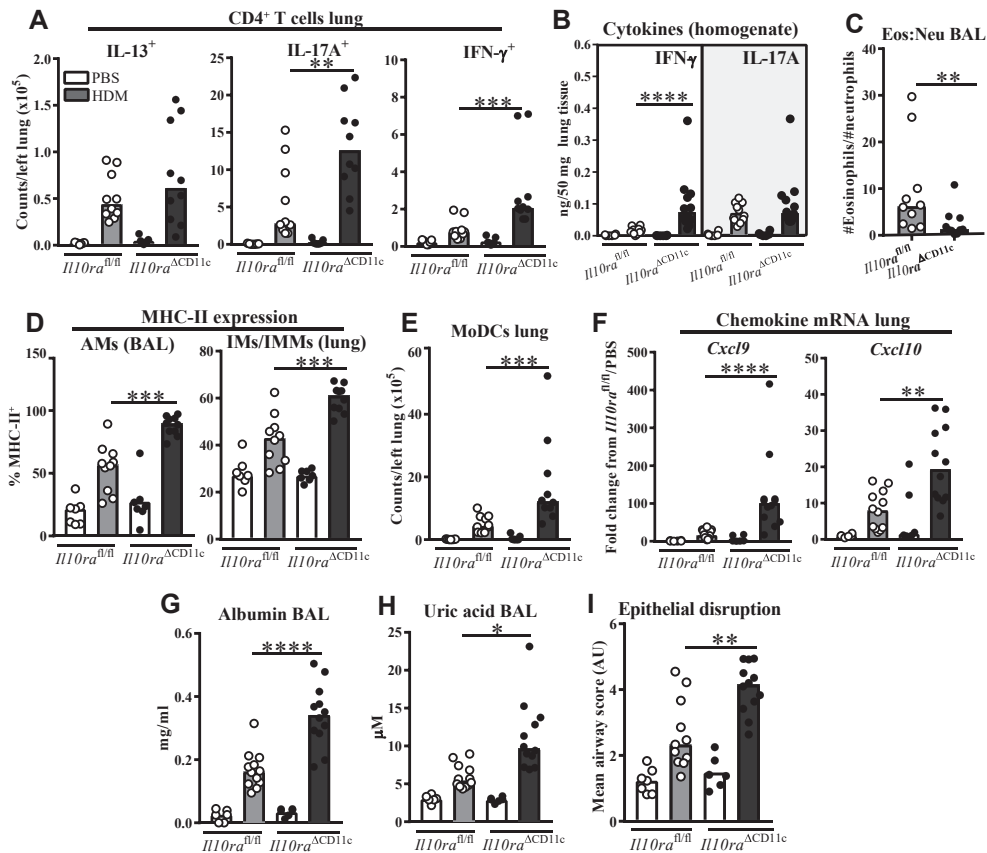 A
CD4⁺ T cells lung
IL-13⁺
IL-17A⁺
IFN-γ⁺
PBS
HDM
Counts/left lung (x10⁵)
2.0
1.5
1.0
0.5
0.0
25
20
15
10
5
0
10
8
6
4
2
0
**
***
Il10ra^fl/fl Il10ra^ΔCD11c
Il10ra^fl/fl Il10ra^ΔCD11c
Il10ra^fl/fl Il10ra^ΔCD11c
B
Cytokines (homogenate)
IFNγ
IL-17A
****
ng/50 mg lung tissue
0.6
0.5
0.4
0.3
0.2
0.1
0.0
Il10ra^fl/fl
Il10ra^ΔCD11c
Il10ra^fl/fl
Il10ra^ΔCD11c
C
Eos:Neu BAL
**
#Eosinophils/#neutrophils
40
30
20
10
0
Il10ra^fl/fl
Il10ra^ΔCD11c
D
MHC-II expression
AMs (BAL)
IMs/IMMs (lung)
% MHC-II⁺
150
100
50
0
80
60
40
20
***
***
Il10ra^fl/fl Il10ra^ΔCD11c
Il10ra^fl/fl Il10ra^ΔCD11c
E
MoDCs lung
***
Counts/left lung (x10⁵)
60
40
20
0
Il10ra^fl/fl Il10ra^ΔCD11c
F
Chemokine mRNA lung
Cxcl9
Cxcl10
Fold change from Il10ra^fl/fl/PBS
500
400
300
200
100
0
50
40
30
20
10
0
****
**
Il10ra^fl/fl Il10ra^ΔCD11c
Il10ra^fl/fl Il10ra^ΔCD11c
G
Albumin BAL
****
mg/ml
0.6
0.4
0.2
0.0
Il10ra^fl/fl Il10ra^ΔCD11c
H
Uric acid BAL
*
µM
25
20
15
10
5
0
Il10ra^fl/fl Il10ra^ΔCD11c
I
Epithelial disruption
**
Mean airway score (AU)
6
4
2
0
Il10ra^fl/fl Il10ra^ΔCD11c